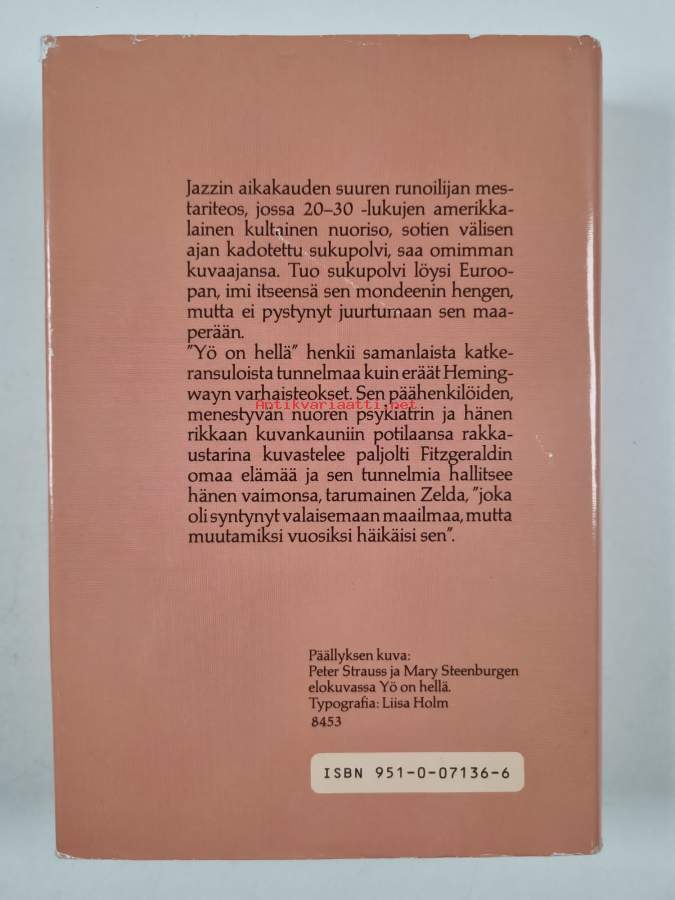 Jazzin aikakauden suuren runoilijan mes-
tariteos, jossa 20–30 -lukujen amerikka-
lainen kultainen nuoriso, sotien välisen
ajan kadotettu sukupolvi, saa omimman
kuvaajansa. Tuo sukupolvi löysi Euroo-
pan, imi itseensä sen mondeenin hengen,
mutta ei pystynyt juurtumaan sen maa-
perään.
"Yö on hellä" henkii samanlaista katke-
ransuloista tunnelmaa kuin eräät Heming-
wayn varhaisteokset. Sen päähenkilöiden,
Antikvariaatti.net
menestyvän nuoren psykiatrin ja hänen
rikkaan kuvankauniin potilaansa rakka-
ustarina kuvastelee paljolti Fitzgeraldin
omaa elämää ja sen tunnelmia hallitsee
hänen vaimonsa, tarumainen Zelda, "joka
oli syntynyt valaisemaan maailmaa, mutta
muutamiksi vuosiksi häikäisi sen".
Päällyksen kuva:
Peter Strauss ja Mary Steenburgen
elokuvassa Yö on hellä.
Typografia: Liisa Holm
8453
ISBN 951-0-07136-6